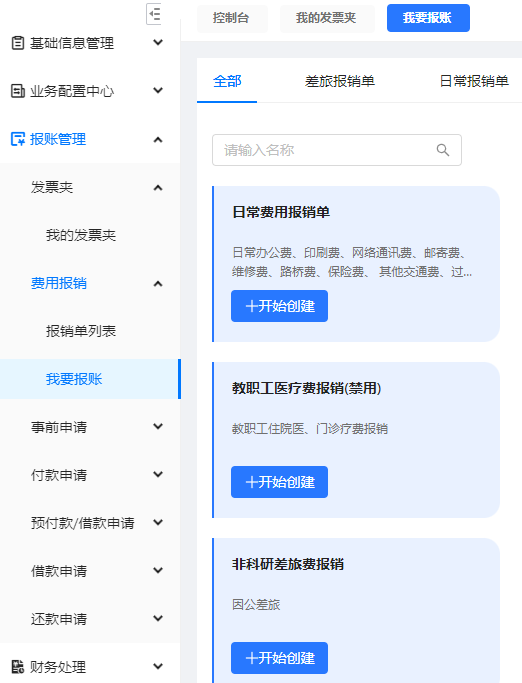 基础信息管理
业务配置中心
报账管理
发票夹
我的发票夹
费用报销
报销单列表
我要报账
事前申请
付款申请
预付款/借款申请
借款申请
还款申请
财务处理
控制台
我的发票夹
我要报账
全部
差旅报销单
日常报销单
请输入名称
日常费用报销单
日常办公费、印刷费、网络通讯费、邮寄费、
维修费、路桥费、保险费、 其他交通费、过...
十开始创建
教职工医疗费报销(禁用)
教职工住院医、门诊疗费报销
十开始创建
非科研差旅费报销
因公差旅
十开始创建